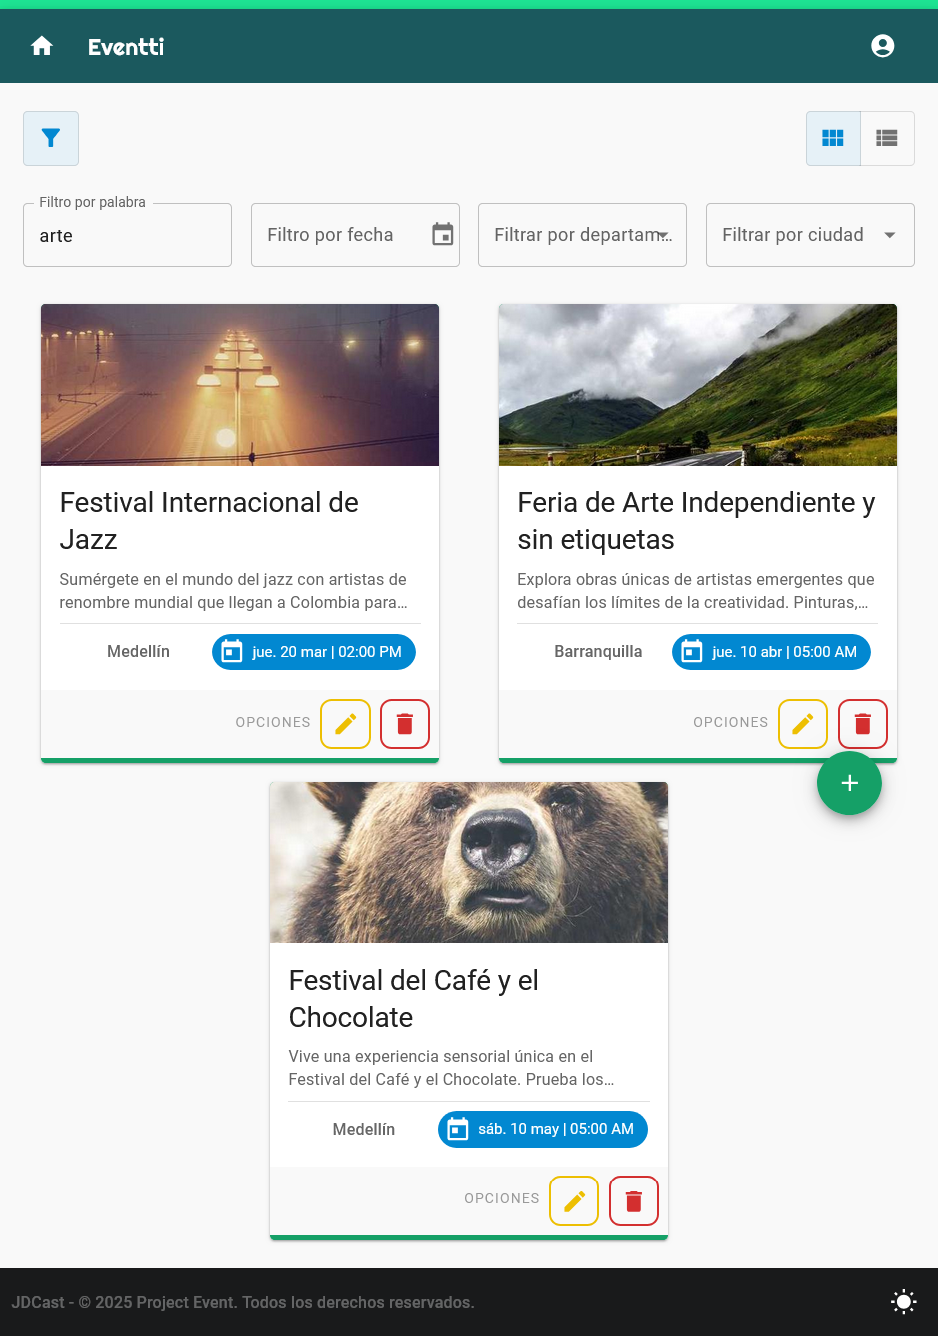 Eventti
Filtro por palabra
arte
Filtro por fecha
Filtrar por departam...
Filtrar por ciudad
Festival Internacional de
Jazz
Sumérgete en el mundo del jazz con artistas de
renombre mundial que llegan a Colombia para...
Medellín
jue. 20 mar | 02:00 PM
OPCIONES
Feria de Arte Independiente y
sin etiquetas
Explora obras únicas de artistas emergentes que
desafían los límites de la creatividad. Pinturas,...
Barranquilla
jue. 10 abr | 05:00 AM
OPCIONES
Festival del Café y el
Chocolate
Vive una experiencia sensorial única en el
Festival del Café y el Chocolate. Prueba los...
Medellín
sáb. 10 may | 05:00 AM
OPCIONES
JDCast - © 2025 Project Event. Todos los derechos reservados.